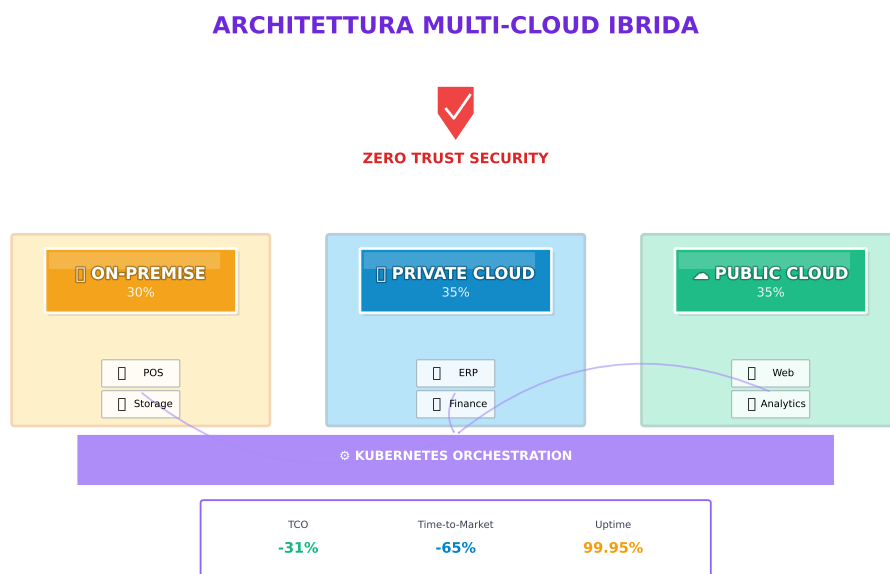 ARCHITETTURA MULTI-CLOUD IBRIDA
ZERO TRUST SECURITY
ON-PREMISE
30%
PRIVATE CLOUD
35%
☁ PUBLIC CLOUD
35%
POS
Storage
ERP
Finance
Web
Analytics
⚙ KUBERNETES ORCHESTRATION
TCO
-31%
Time-to-Market
-65%
Uptime
99.95%